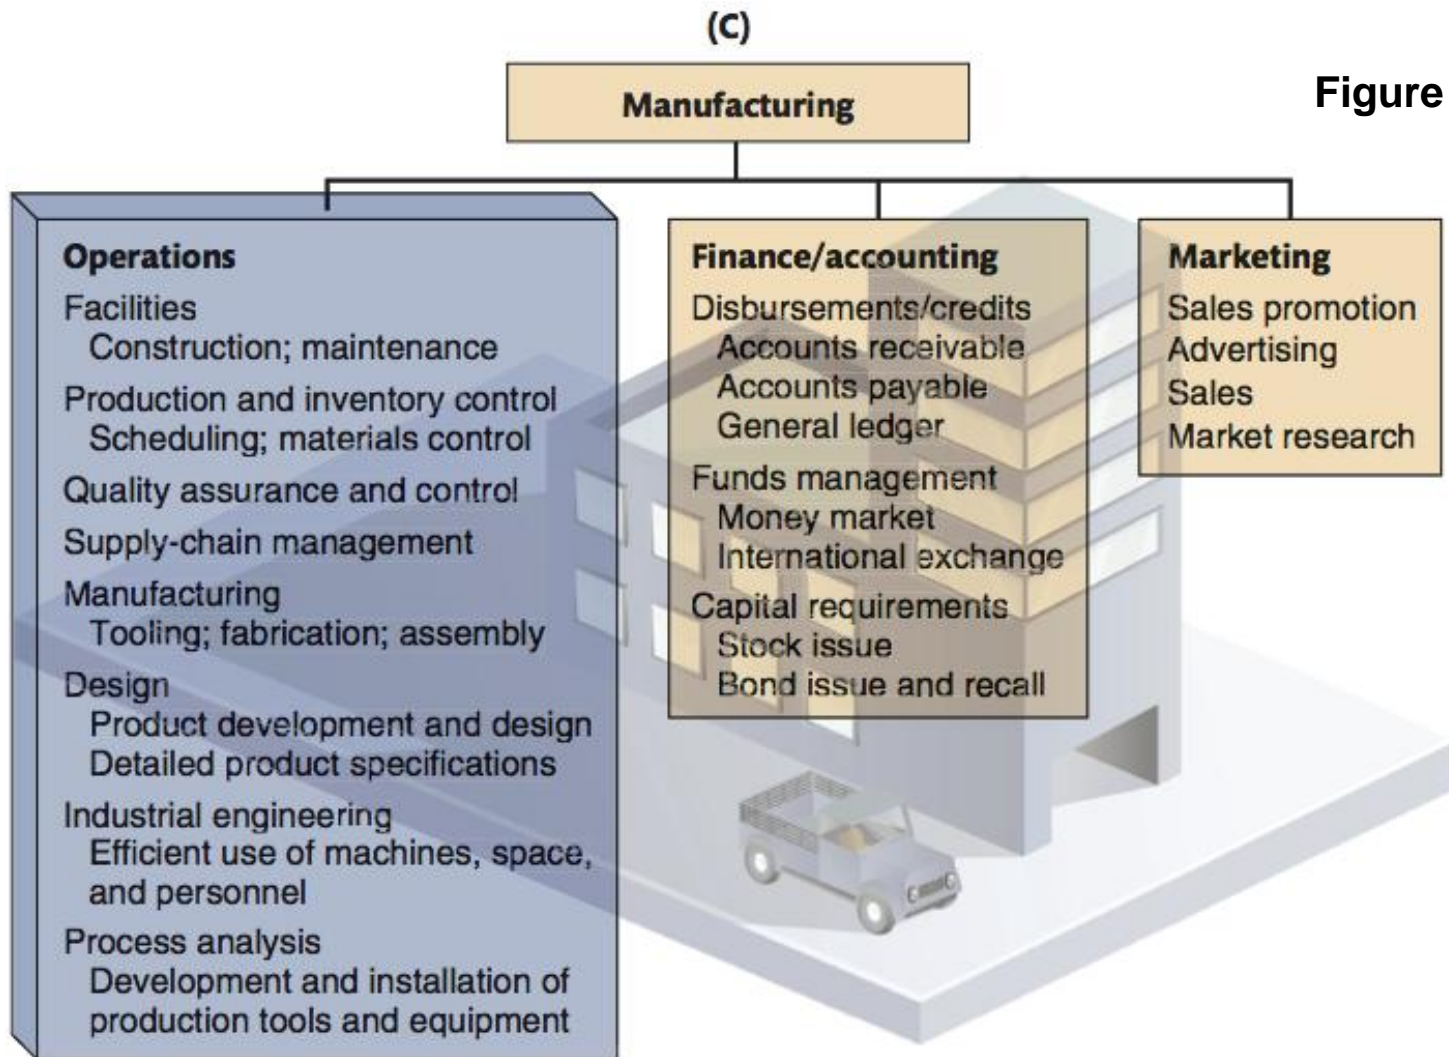 (C)
Manufacturing
Figure
Operations
Facilities
Construction; maintenance
Production and inventory control
Scheduling; materials control
Quality assurance and control
Supply-chain management
Manufacturing
Tooling; fabrication; assembly
Design
Product development and design
Detailed product specifications
Industrial engineering
Efficient use of machines, space,
and personnel
Process analysis
Development and installation of
production tools and equipment
Finance/accounting
Disbursements/credits
Accounts receivable
Accounts payable
General ledger
Funds management
Money market
International exchange
Capital requirements
Stock issue
Bond issue and recall
Marketing
Sales promotion
Advertising
Sales
Market research